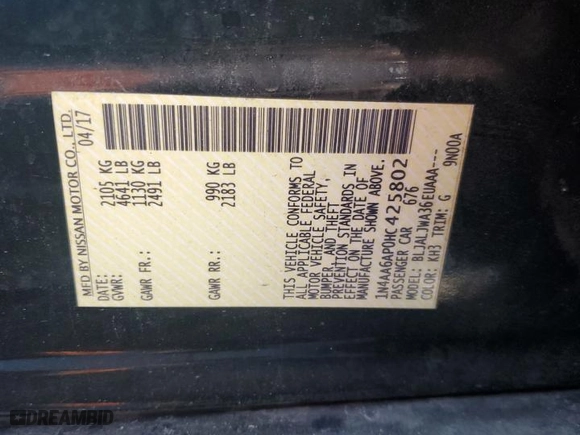 MFD BY NISSAN MOTOR CO., LTD.
DATE: 04/17
GVWR: 2105 KG
4641 LB
GAWR FR.: 1130 KG
2491 LB
GAWR RR.: 990 KG
2183 LB
THIS VEHICLE CONFORMS TO
ALL APPLICABLE FEDERAL
MOTOR VEHICLE SAFETY,
BUMPER, AND THEFT
PREVENTION STANDARDS IN
EFFECT ON THE DATE OF
MANUFACTURE SHOWN ABOVE.
1N4AA6AP0HC425802
PASSENGER CAR 676
MODEL: BLJALJWA36EUAAA---
COLOR: KH3 TRIM: G 9N00A
DREAMBID